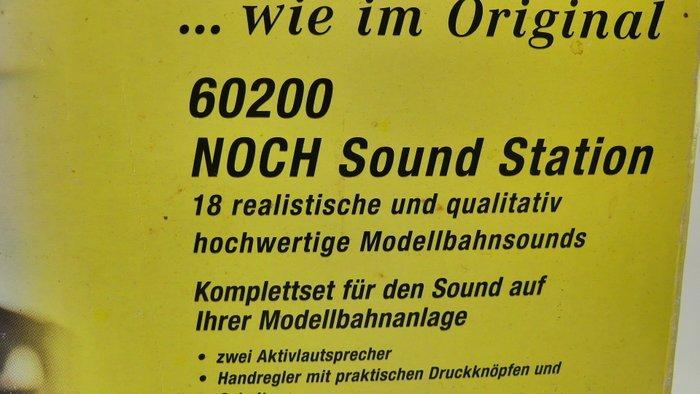 ... wie im Original
60200
NOCH Sound Station
18 realistische und qualitativ
hochwertige Modellbahnsounds
Komplettset für den Sound auf
Ihrer Modellbahnanlage
• zwei Aktivlautsprecher
• Handregler mit praktischen Druckknöpfen und